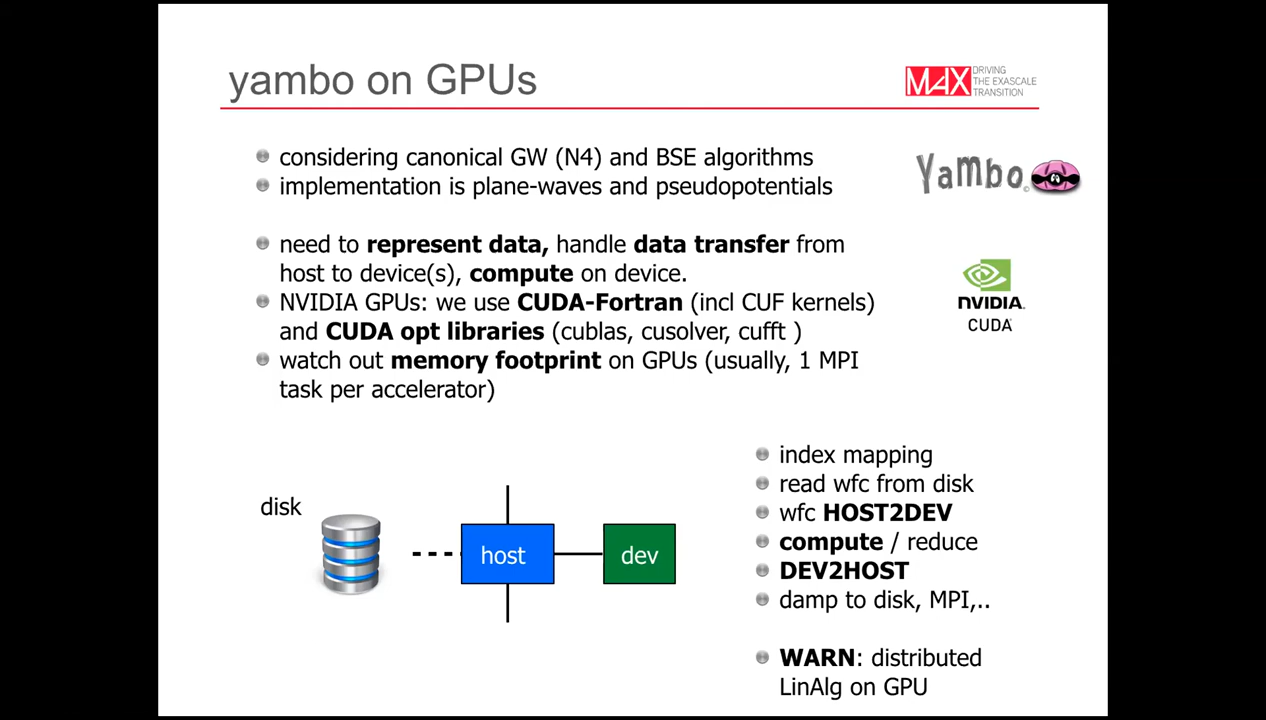 yambo on GPUs
MAX DRIVING
THE EXASCALE
TRANSITION
considering canonical GW (N4) and BSE algorithms
implementation is plane-waves and pseudopotentials
Yambo
©
need to represent data, handle data transfer from
host to device(s), compute on device.
NVIDIA GPUs: we use CUDA-Fortran (incl CUF kernels)
and CUDA opt libraries (cublas, cusolver, cufft )
watch out memory footprint on GPUs (usually, 1 MPI
task per accelerator)
NVIDIA.
CUDA
disk
host
dev
index mapping
read wfc from disk
wfc HOST2DEV
compute / reduce
DEV2HOST
damp to disk, MPI,..
WARN: distributed
LinAlg on GPU